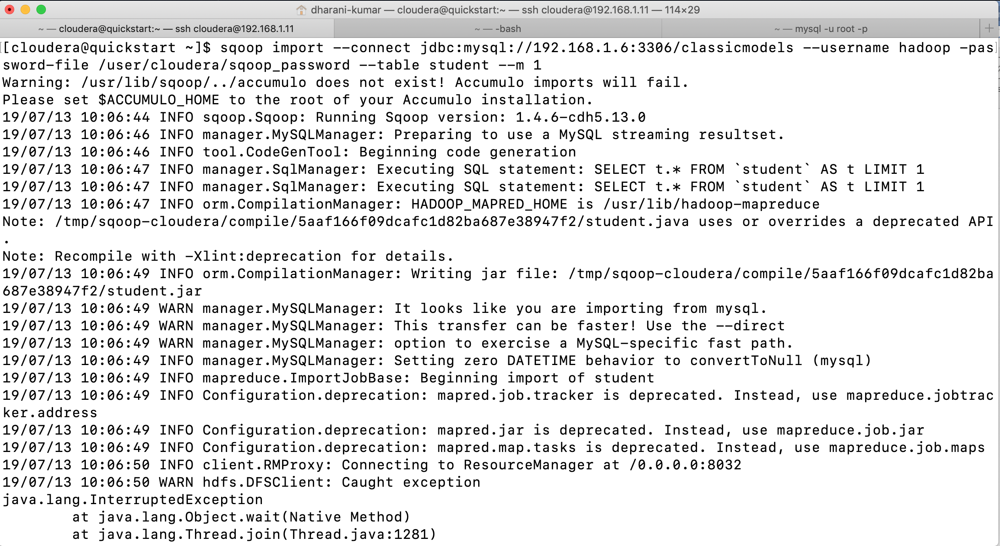 dharani-kumar — cloudera@quickstart:~ — ssh cloudera@192.168.1.11 — 114×29
~ — cloudera@quickstart:~ — ssh cloudera@192.168.1.11
~ — -bash
~ — mysql -u root -p
[[cloudera@quickstart ~]$ sqoop import --connect jdbc:mysql://192.168.1.6:3306/classicmodels --username hadoop -pas]
sword-file /user/cloudera/sqoop_password --table student --m 1
Warning: /usr/lib/sqoop/../accumulo does not exist! Accumulo imports will fail.
Please set $ACCUMULO_HOME to the root of your Accumulo installation.
19/07/13 10:06:44 INFO sqoop.Sqoop: Running Sqoop version: 1.4.6-cdh5.13.0
19/07/13 10:06:46 INFO manager.MySQLManager: Preparing to use a MySQL streaming resultset.
19/07/13 10:06:46 INFO tool.CodeGenTool: Beginning code generation
19/07/13 10:06:47 INFO manager.SqlManager: Executing SQL statement: SELECT t.* FROM `student` AS t LIMIT 1
19/07/13 10:06:47 INFO manager.SqlManager: Executing SQL statement: SELECT t.* FROM `student` AS t LIMIT 1
19/07/13 10:06:47 INFO orm.CompilationManager: HADOOP_MAPRED_HOME is /usr/lib/hadoop-mapreduce
Note: /tmp/sqoop-cloudera/compile/5aaf166f09dcafc1d82ba687e38947f2/student.java uses or overrides a deprecated API
.
Note: Recompile with -Xlint:deprecation for details.
19/07/13 10:06:49 INFO orm.CompilationManager: Writing jar file: /tmp/sqoop-cloudera/compile/5aaf166f09dcafc1d82ba
687e38947f2/student.jar
19/07/13 10:06:49 WARN manager.MySQLManager: It looks like you are importing from mysql.
19/07/13 10:06:49 WARN manager.MySQLManager: This transfer can be faster! Use the --direct
19/07/13 10:06:49 WARN manager.MySQLManager: option to exercise a MySQL-specific fast path.
19/07/13 10:06:49 INFO manager.MySQLManager: Setting zero DATETIME behavior to convertToNull (mysql)
19/07/13 10:06:49 INFO mapreduce.ImportJobBase: Beginning import of student
19/07/13 10:06:49 INFO Configuration.deprecation: mapred.job.tracker is deprecated. Instead, use mapreduce.jobtrac
ker.address
19/07/13 10:06:49 INFO Configuration.deprecation: mapred.jar is deprecated. Instead, use mapreduce.job.jar
19/07/13 10:06:49 INFO Configuration.deprecation: mapred.map.tasks is deprecated. Instead, use mapreduce.job.maps
19/07/13 10:06:50 INFO client.RMProxy: Connecting to ResourceManager at /0.0.0.0:8032
19/07/13 10:06:50 WARN hdfs.DFSClient: Caught exception
java.lang.InterruptedException
at java.lang.Object.wait(Native Method)
at java.lang.Thread.join(Thread.java:1281)